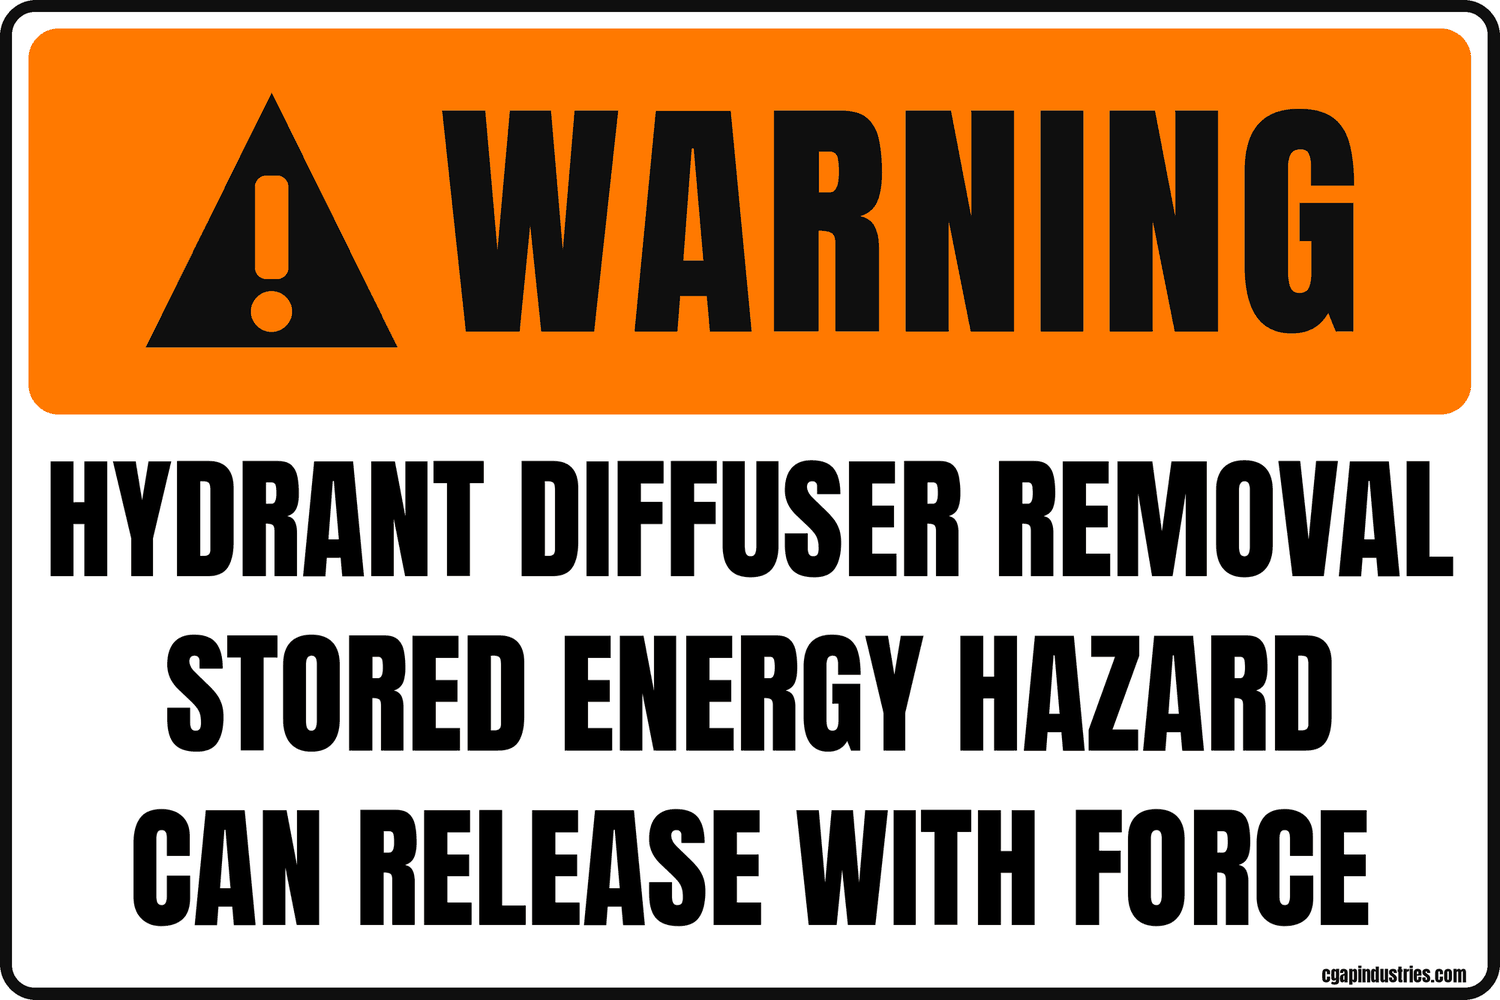 WARNING
HYDRANT DIFFUSER REMOVAL
STORED ENERGY HAZARD
CAN RELEASE WITH FORCE
cgapindustries.com